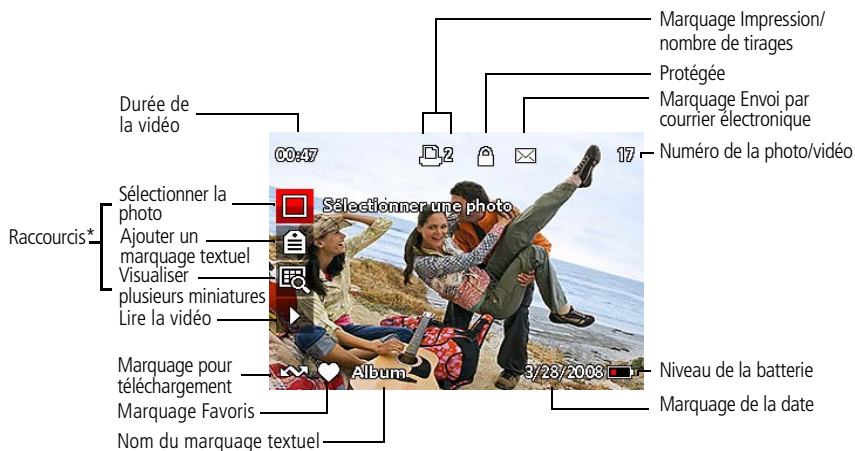 Marquage Impression/
nombre de tirages
Protégée
Marquage Envoi par
courrier électronique
Numéro de la photo/vidéo
Durée de
la vidéo
00:47
2
17
Raccourcis*
Sélectionner la
photo
Sélectionner une photo
Ajouter un
marquage textuel
Visualiser
plusieurs miniatures
Lire la vidéo
Marquage pour
téléchargement
Marquage Favoris
Nom du marquage textuel
Album
3/28/2008
Niveau de la batterie
Marquage de la date